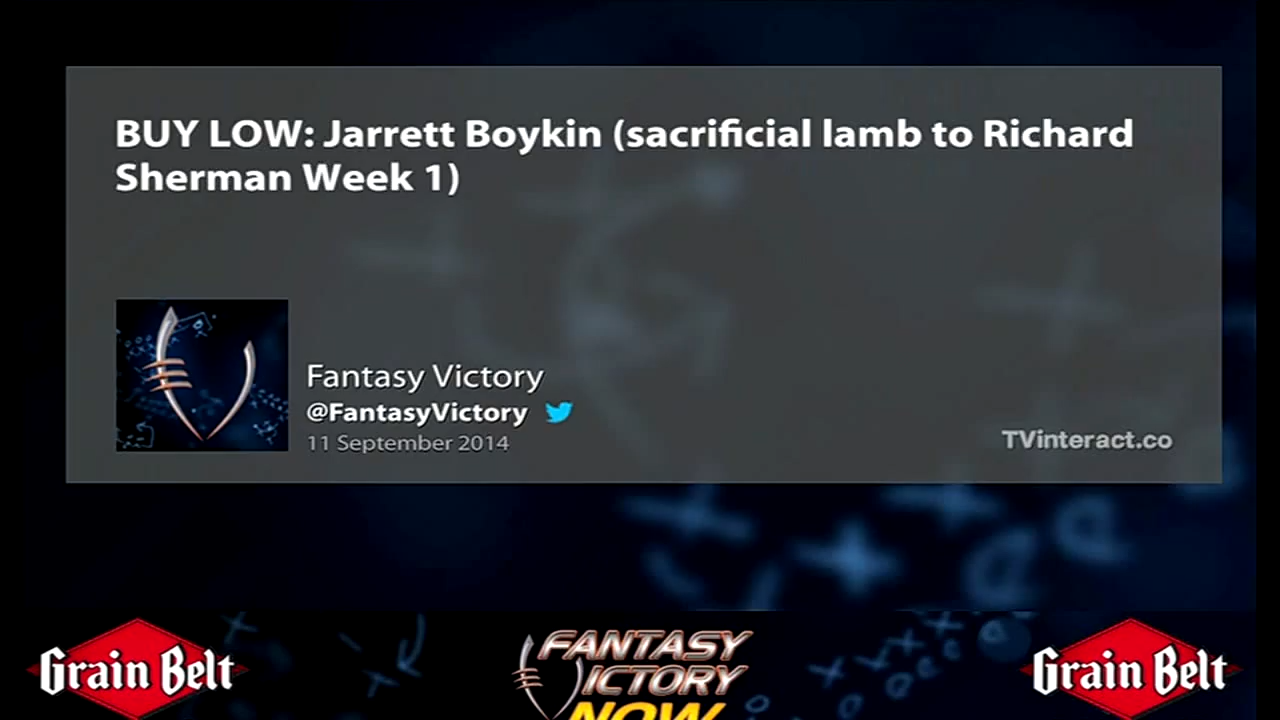 BUY LOW: Jarrett Boykin (sacrificial lamb to Richard
Sherman Week 1)
Fantasy Victory
@FantasyVictory
11 September 2014
TVinteract.co
Grain Belt
FANTASY
VICTORY
NOW
Grain Belt